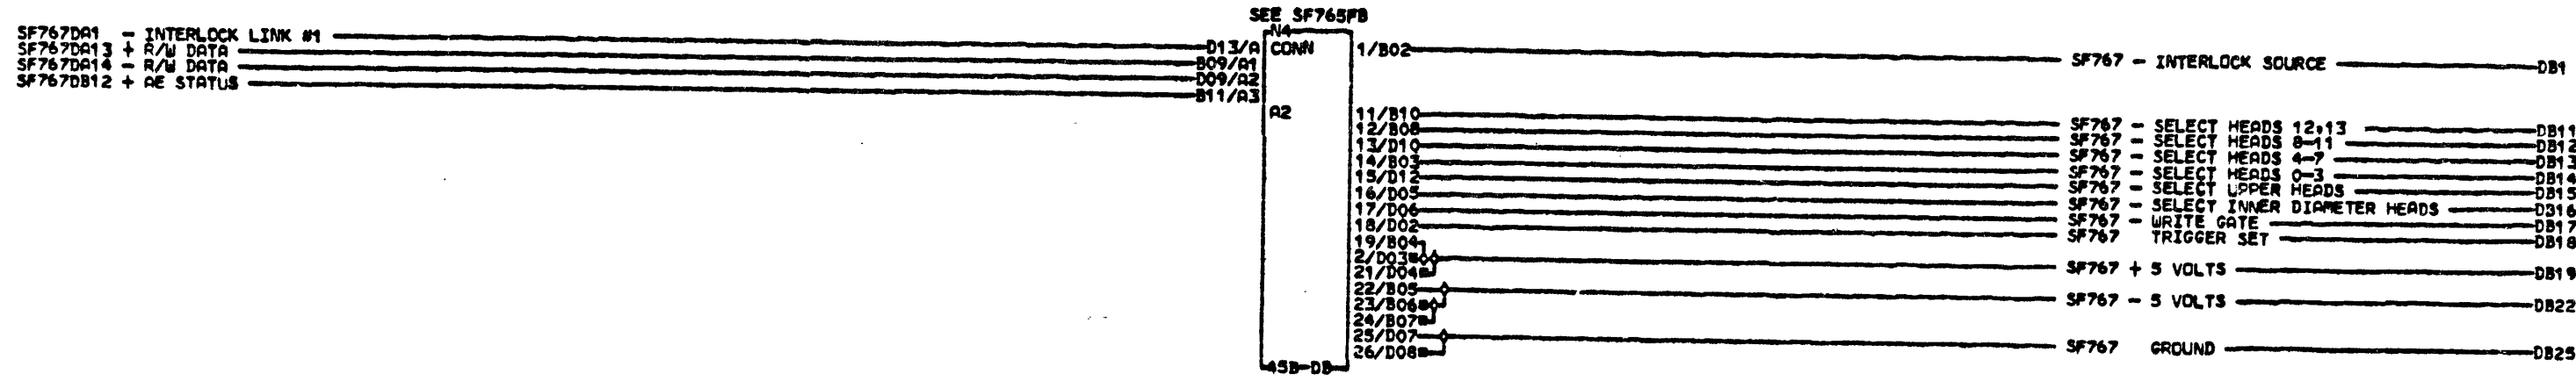 SEE SF765FB
SF767DA1 - INTERLOCK LINK #1
SF767DA13 + R/W DATA
SF767DA14 - R/W DATA
SF767DB12 + AE STATUS
D13/A
B09/A1
D09/A2
B11/A3
N4
CONN
A2
45B-DB
1/B02 SF767 - INTERLOCK SOURCE DB1
11/B10 SF767 - SELECT HEADS 12,13 DB11
12/B08 SF767 - SELECT HEADS 8-11 DB12
13/D10 SF767 - SELECT HEADS 4-7 DB13
14/B03 SF767 - SELECT HEADS 0-3 DB14
15/D12 SF767 - SELECT UPPER HEADS DB15
16/D05 SF767 - SELECT INNER DIAMETER HEADS DB16
17/D06 SF767 - WRITE GATE DB17
18/D02 SF767 TRIGGER SET DB18
19/B04
2/D03 SF767 + 5 VOLTS DB19
21/D04
22/B05 SF767 - 5 VOLTS DB22
23/B06
24/B07
25/D07 SF767 GROUND DB25
26/D08